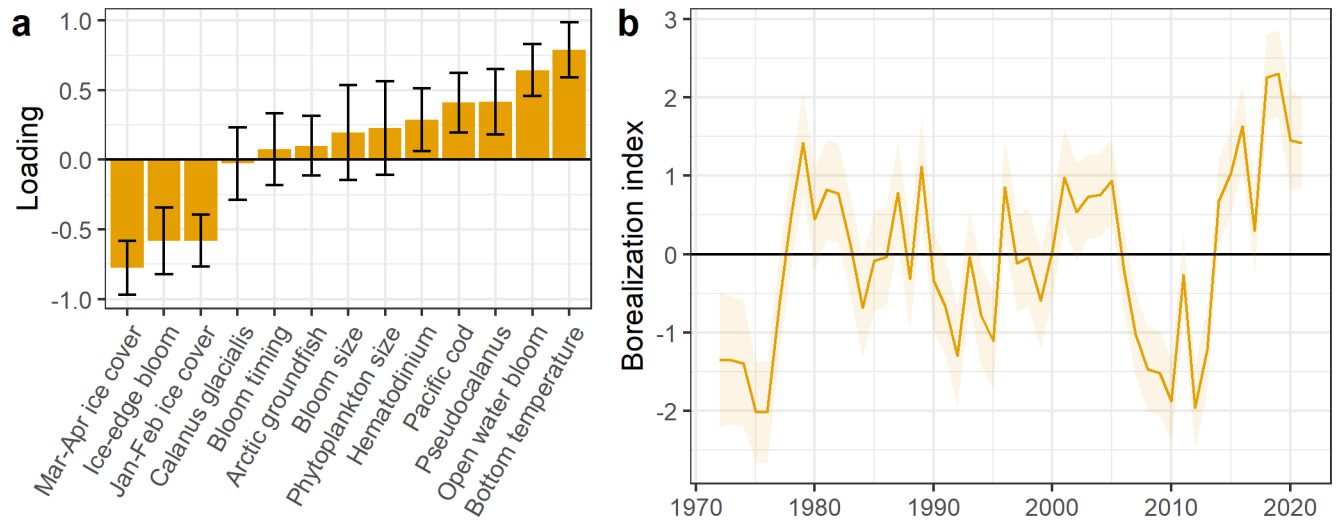 a
Loading
1.0
0.5
0.0
-0.5
-1.0
Mar-Apr ice cover
Ice-edge bloom
Jan-Feb ice cover
Calanus glacialis
Bloom timing
Arctic groundfish
Bloom size
Phytoplankton size
Hematodinium
Pacific cod
Pseudocalanus
Open water bloom
Bottom temperature
b
Borealization index
3
2
1
0
-1
-2
1970
1980
1990
2000
2010
2020